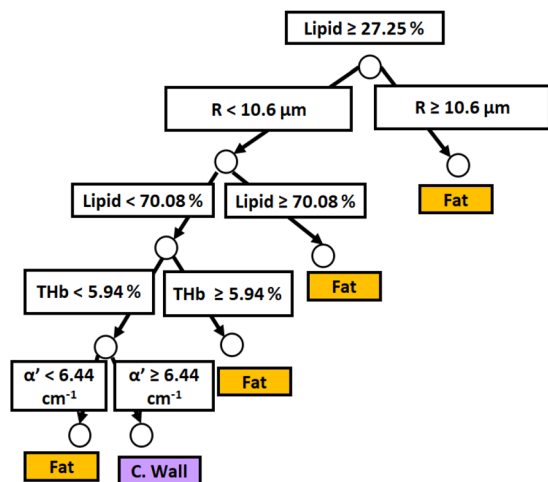 Lipid ≥ 27.25 %
R < 10.6 μm
R ≥ 10.6 μm
Fat
Lipid < 70.08 %
Lipid ≥ 70.08 %
Fat
THb < 5.94 %
THb ≥ 5.94 %
Fat
α’ < 6.44
cm⁻¹
α’ ≥ 6.44
cm⁻¹
Fat
C. Wall